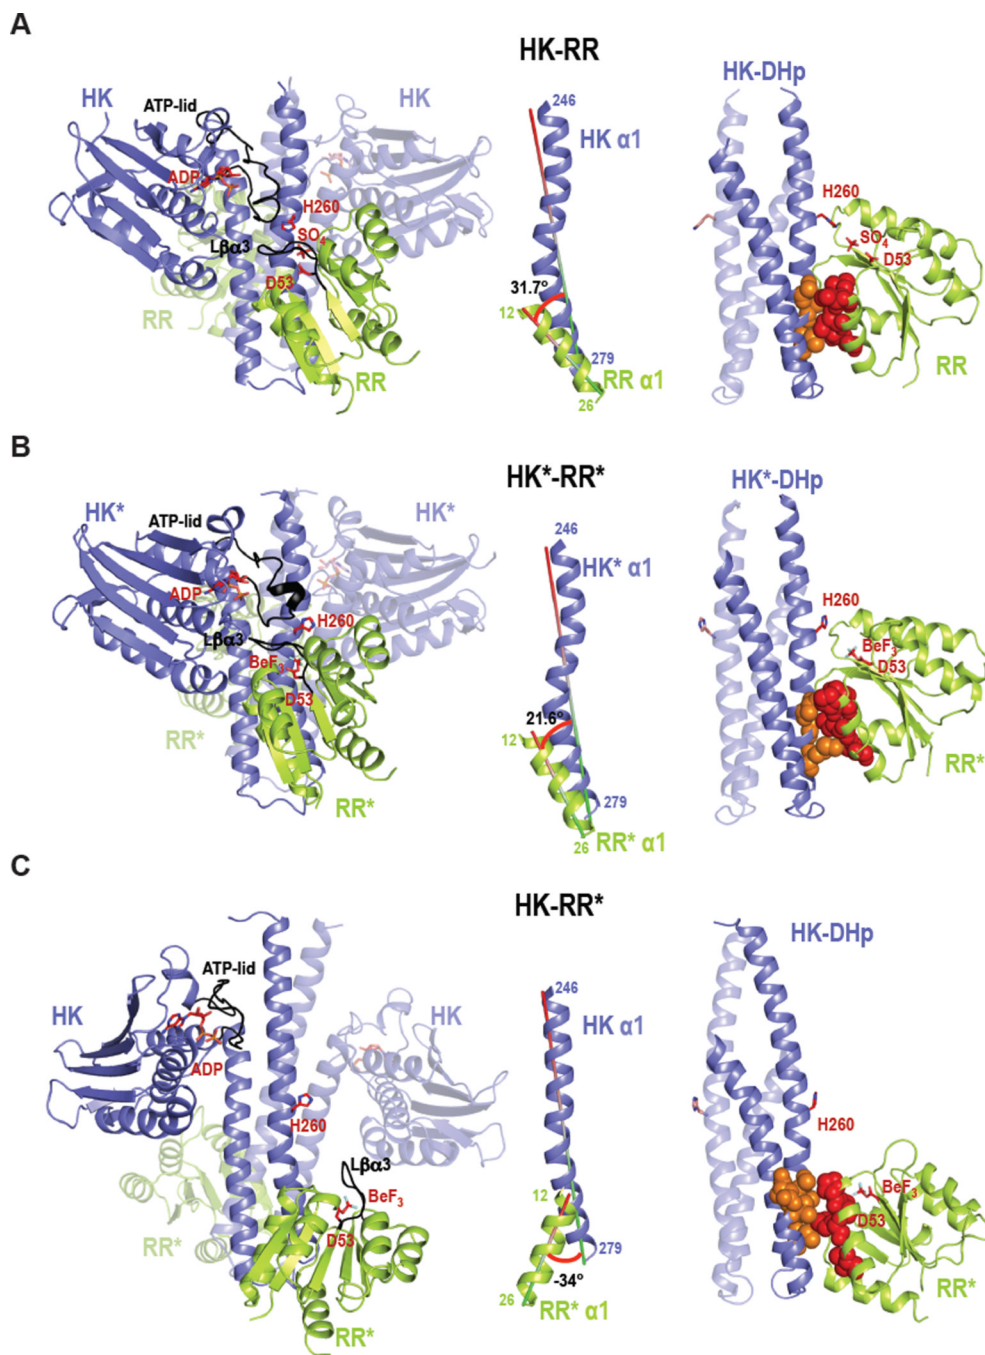 A
HK-RR
HK
ATP-lid
HK
ADP
H260
SO4
Lβα3
D53
RR
RR
246
HK α1
31.7º
12
279
RR α1
26
HK-DHp
H260
SO4
D53
RR
B
HK*-RR*
HK*
ATP-lid
HK*
ADP
H260
Lβα3
BeF3
D53
RR*
RR*
246
HK* α1
21.6º
12
279
26
RR* α1
HK*-DHp
H260
BeF3
D53
RR*
C
HK-RR*
ATP-lid
HK
HK
ADP
H260
Lβα3
BeF3
D53
RR*
RR*
246
HK α1
12
279
-34º
26
RR* α1
HK-DHp
H260
BeF3
D53
RR*